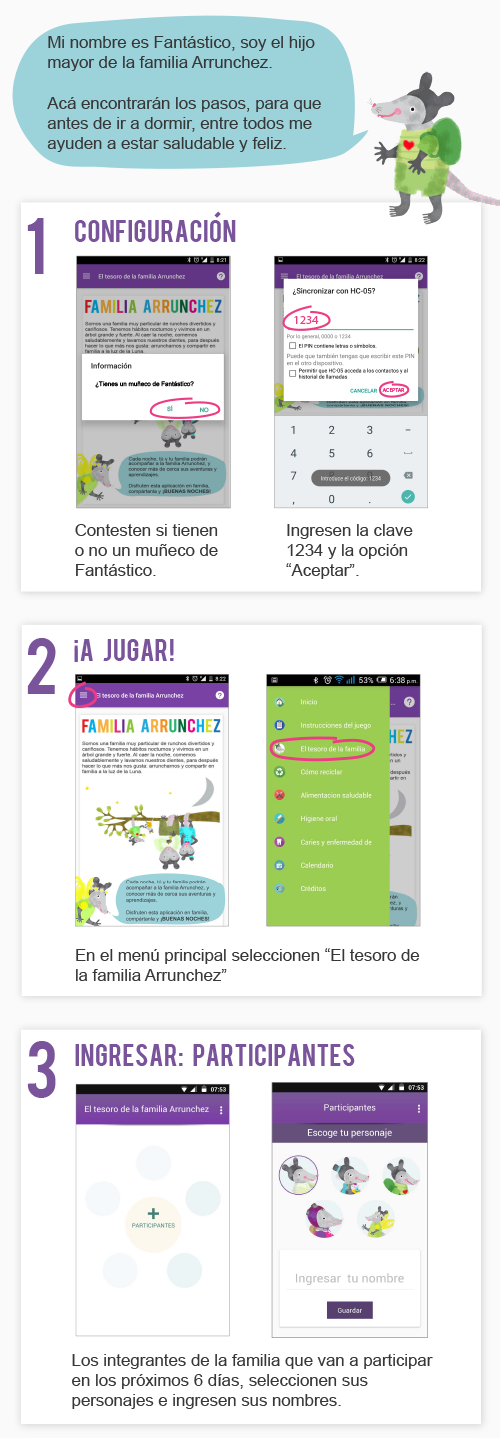 Mi nombre es Fantástico, soy el hijo
mayor de la familia Arrunchez.
Acá encontrarán los pasos, para que
antes de ir a dormir, entre todos me
ayuden a estar saludable y feliz.
1 CONFIGURACIÓN
8:21
El tesoro de la familia Arrunchez ?
FAMILIA ARRUNCHEZ
Somos una familia muy particular de runchos divertidos y
cariñosos. Tenemos hábitos nocturnos y vivimos en un
árbol grande y fuerte. Al caer la noche, comemos
saludablemente y lavamos nuestros dientes, para después
hacer lo que más nos gusta: arruncharnos y compartir en
familia a la luz de la Luna.
Información
¿Tienes un muñeco de Fantástico?
SÍ NO
Cada noche, tú y tu familia podrán
acompañar a la familia Arrunchez, y
conocer más de cerca sus aventuras y
aprendizajes.
Disfruten esta aplicación en familia,
compártanla y ¡BUENAS NOCHES!
8:22
El tesoro de la familia Arrunchez ?
¿Sincronizar con HC-05?
1234
Por lo general, 0000 o 1234
El PIN contiene letras o símbolos.
Puede que también tengas que escribir este PIN
en el otro dispositivo.
Permitir que HC-05 acceda a los contactos y al
historial de llamadas
CANCELAR ACEPTAR
1 2 3 -
4 5 6
7 9
Introduce el código: 1234
, 0 .
Contesten si tienen
o no un muñeco de
Fantástico.
Ingresen la clave
1234 y la opción
“Aceptar”.
2 ¡A JUGAR!
8:22
El tesoro de la familia Arrunchez ?
FAMILIA ARRUNCHEZ
Somos una familia muy particular de runchos divertidos y
cariñosos. Tenemos hábitos nocturnos y vivimos en un
árbol grande y fuerte. Al caer la noche, comemos
saludablemente y lavamos nuestros dientes, para después
hacer lo que más nos gusta: arruncharnos y compartir en
familia a la luz de la Luna.
Cada noche, tú y tu familia podrán
acompañar a la familia Arrunchez, y
conocer más de cerca sus aventuras y
aprendizajes.
Disfruten esta aplicación en familia,
compártanla y ¡BUENAS NOCHES!
53% 6:38 p.m.
Inicio
Instrucciones del juego
El tesoro de la familia
Cómo reciclar
Alimentacion saludable
Higiene oral
Caries y enfermedad de
Calendario
Créditos
En el menú principal seleccionen “El tesoro de
la familia Arrunchez”
3 INGRESAR: PARTICIPANTES
07:53
El tesoro de la familia Arrunchez
+
PARTICIPANTES
07:53
Participantes
Escoge tu personaje
Ingresar tu nombre
Guardar
Los integrantes de la familia que van a participar
en los próximos 6 días, seleccionen sus
personajes e ingresen sus nombres.